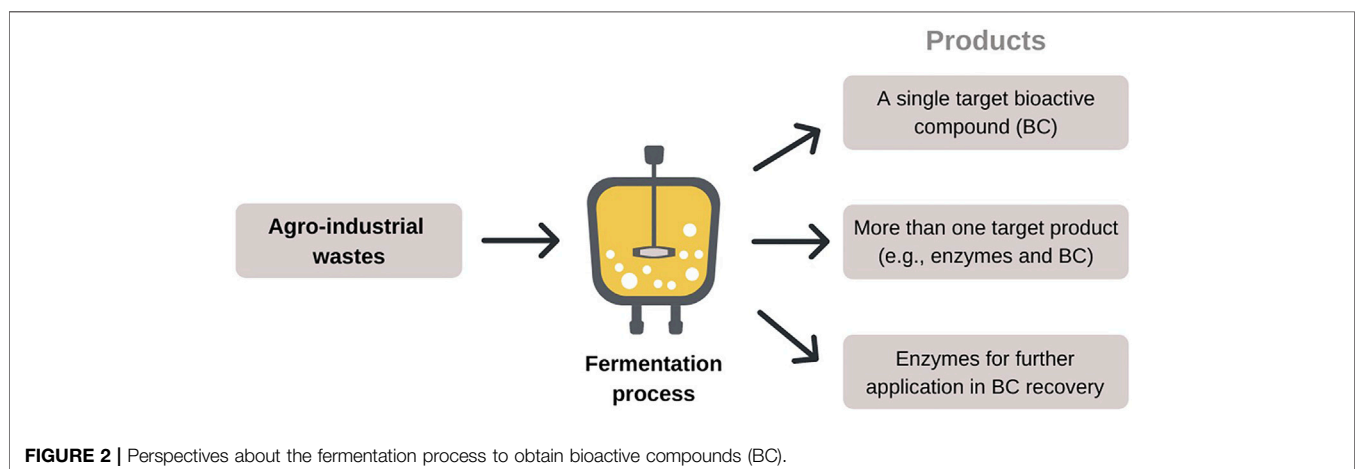 Products
A single target bioactive
compound (BC)
Agro-industrial
wastes
More than one target product
(e.g., enzymes and BC)
Fermentation
process
Enzymes for further
application in BC recovery
FIGURE 2 | Perspectives about the fermentation process to obtain bioactive compounds (BC).